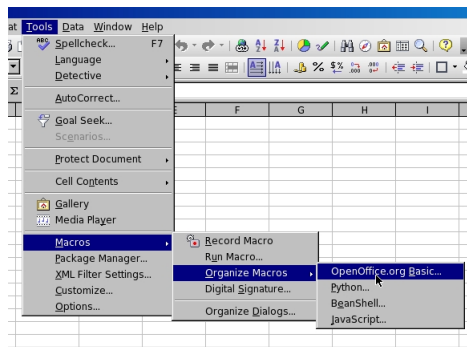 at Tools Data Window Help
Spellcheck... F7
Language
Detective
AutoCorrect...
Goal Seek...
Scenarios...
Protect Document
Cell Contents
Gallery
Media Player
Macros
Package Manager...
XML Filter Settings...
Customize...
Options...
Record Macro
Run Macro...
Organize Macros
Digital Signature...
Organize Dialogs...
OpenOffice.org Basic...
Python...
BeanShell...
JavaScript...
Σ
E F G H I